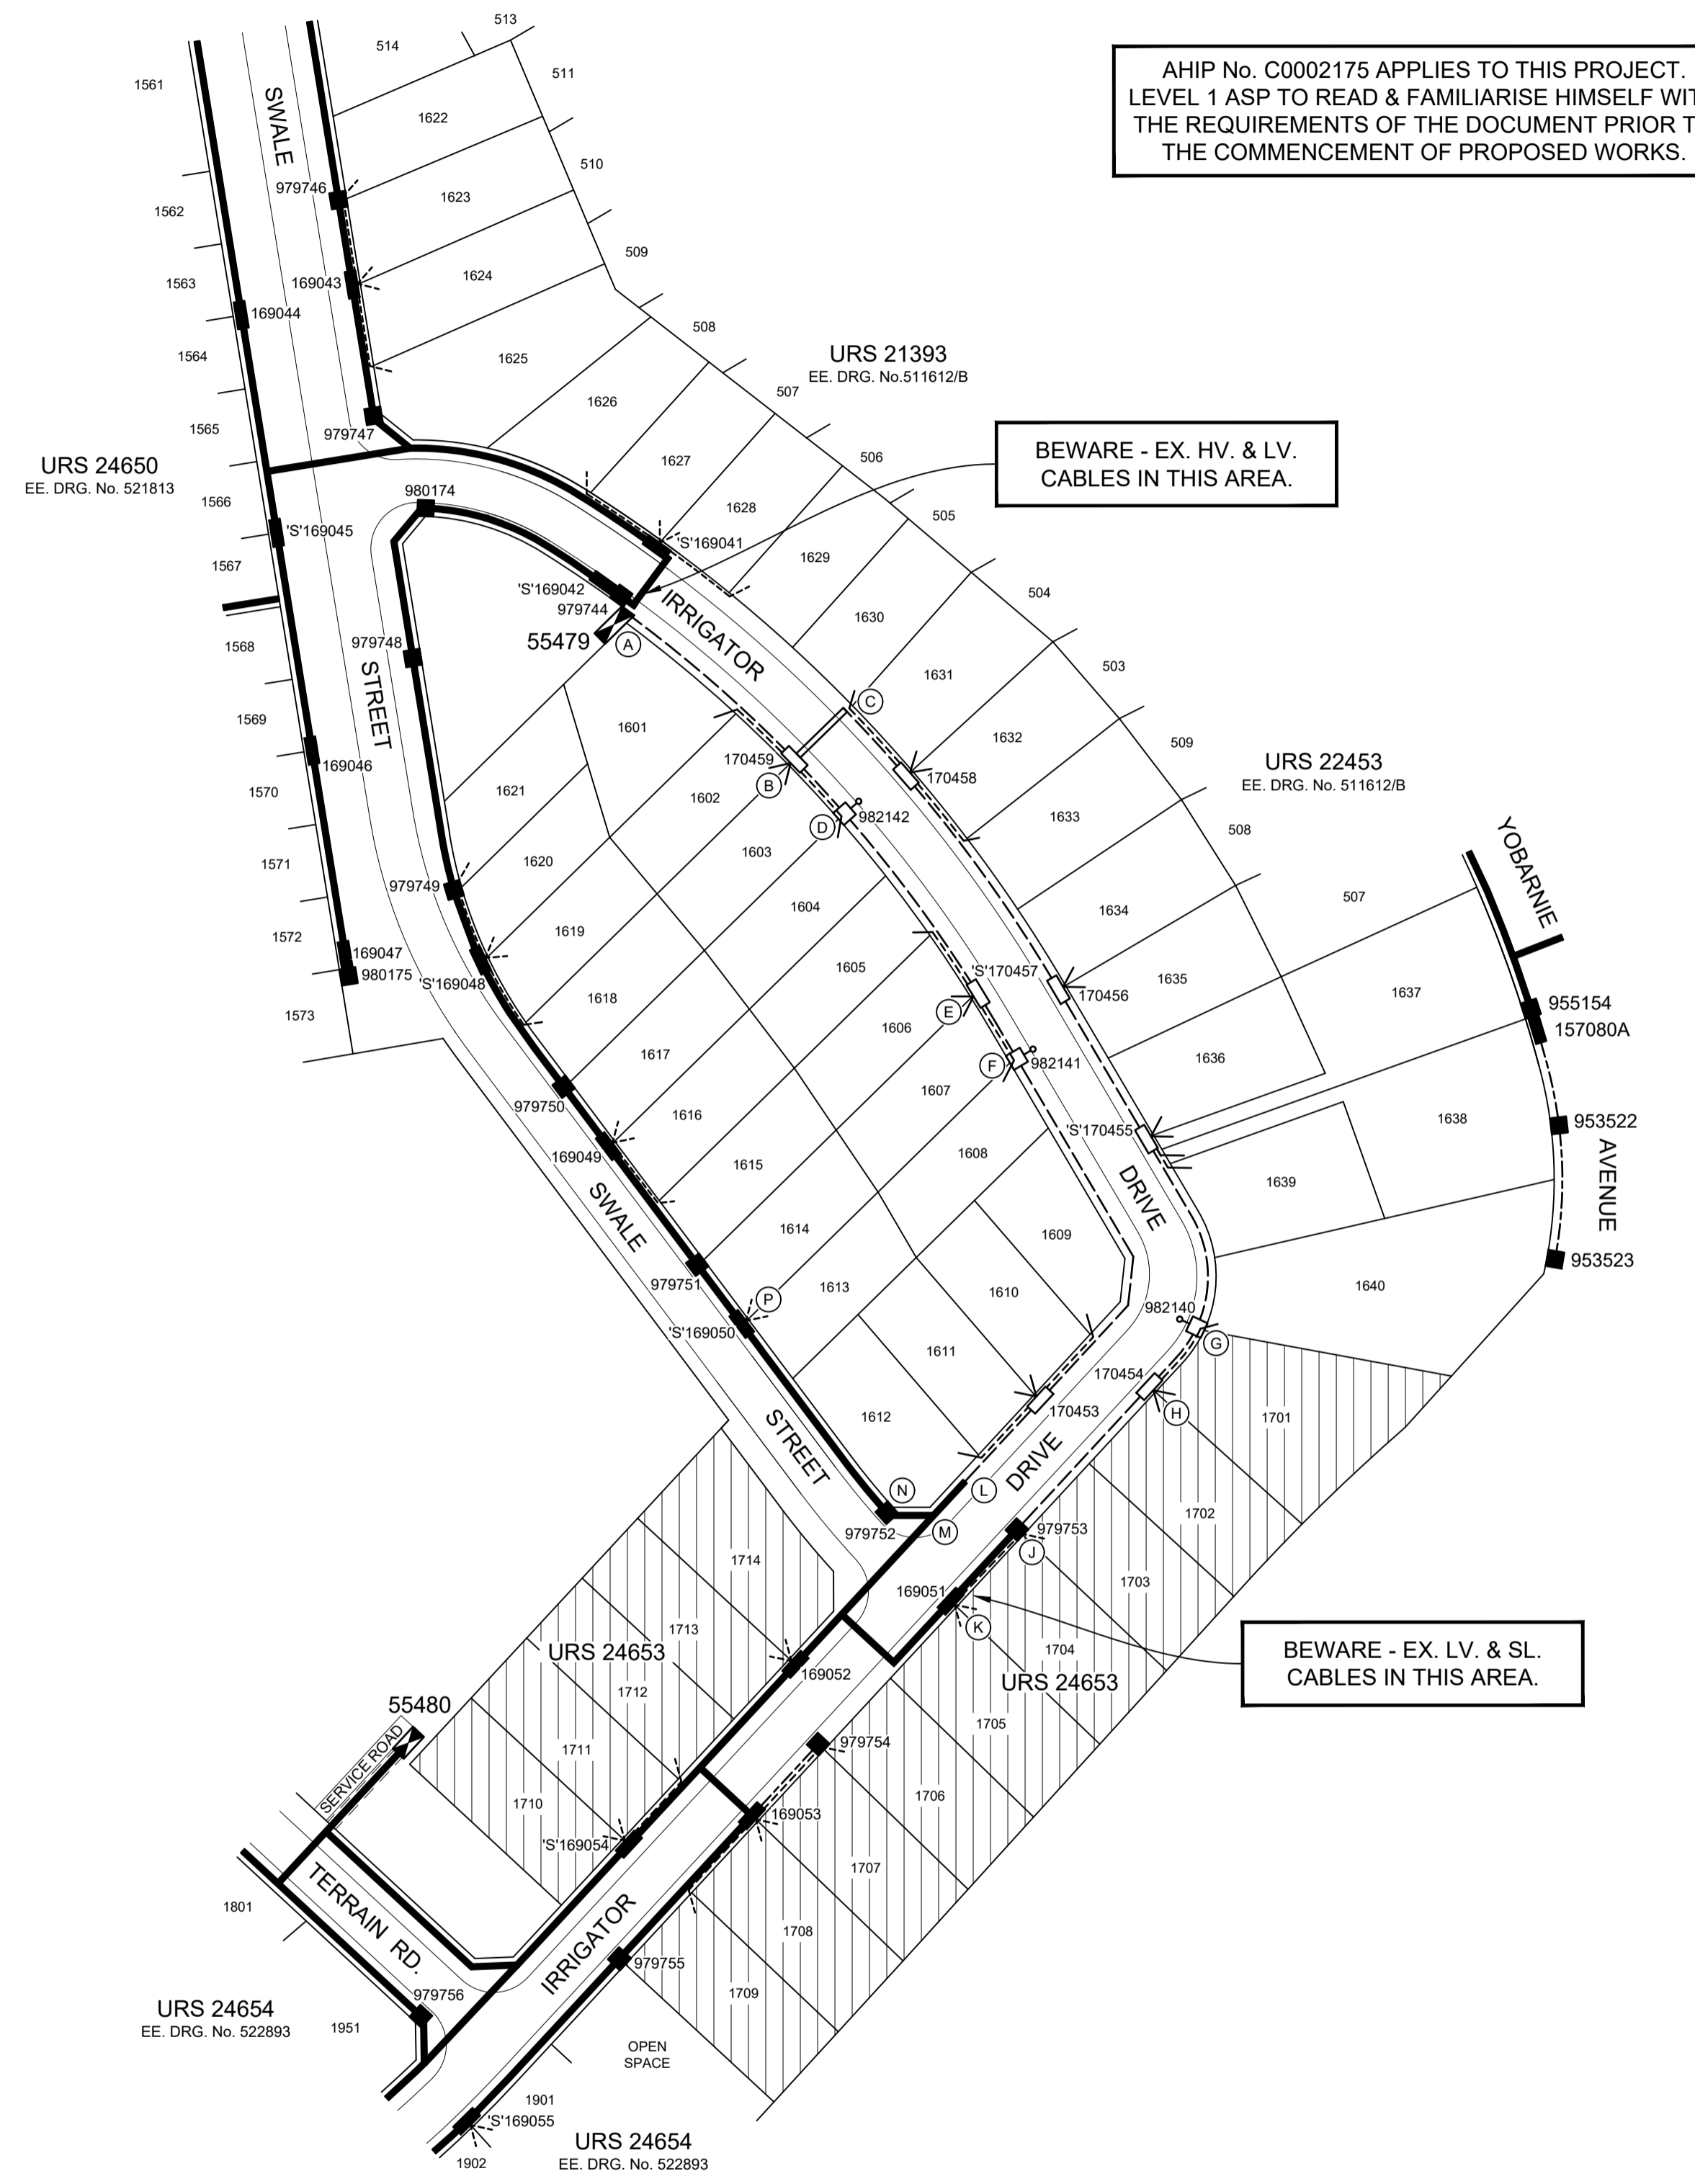 513
514
1561
511
SWALE
1622
510
979746
1562
1623
509
1563
169043
1624
169044
1564
1625
508
507
1565
979747
1626
506
1627
1566
980174
505
1628
'S'169045
'S'169041
1629
1567
504
'S'169042
979744
IRRIGATOR
1630
55479
A
1568
979748
STREET
503
1631
C
1569
1601
509
1632
170459
B
170458
169046
1570
1621
1602
D
982142
1633
508
1571
1620
1603
979749
1604
507
1634
1572
1619
169047
980175
1605
'S'170457
1635
'S'169048
170456
1637
1573
1618
E
1606
1617
F
982141
1636
979750
1607
1616
1638
'S'170455
169049
1608
1615
1639
DRIVE
SWALE
1614
1609
979751
1613
1610
1640
P
982140
'S'169050
G
1611
170454
170453
H
1612
1701
STREET
DRIVE
N
L
1702
979752
M
979753
J
1714
1703
169051
K
1713
1704
URS 24653
URS 24653
169052
1712
1705
55480
979754
1711
SERVICE ROAD
1706
1710
169053
'S'169054
1707
TERRAIN RD.
1801
IRRIGATOR
1708
979755
1709
979756
1951
OPEN
SPACE
1901
'S'169055
1902
URS 24650
EE. DRG. No. 521813
URS 21393
EE. DRG. No.511612/B
URS 22453
EE. DRG. No. 511612/B
YOBARNIE
955154
157080A
953522
AVENUE
953523
URS 24654
EE. DRG. No. 522893
URS 24654
EE. DRG. No. 522893
AHIP No. C0002175 APPLIES TO THIS PROJECT.
LEVEL 1 ASP TO READ & FAMILIARISE HIMSELF WIT
THE REQUIREMENTS OF THE DOCUMENT PRIOR T
THE COMMENCEMENT OF PROPOSED WORKS.
BEWARE - EX. HV. & LV.
CABLES IN THIS AREA.
BEWARE - EX. LV. & SL.
CABLES IN THIS AREA.